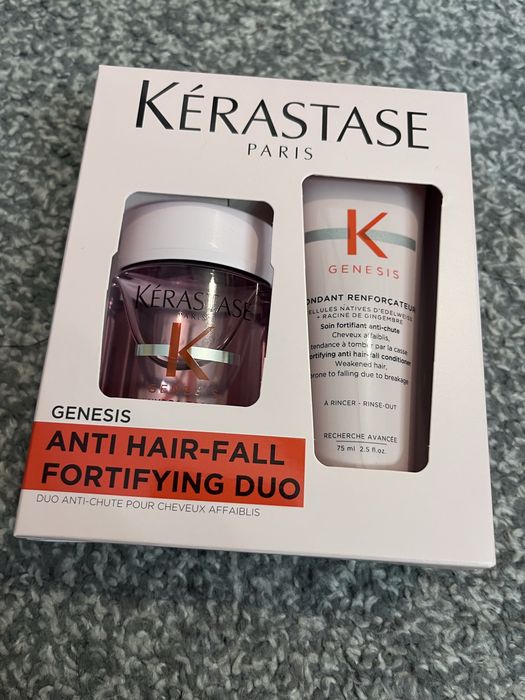 KÉRASTASE
PARIS
KÉRASTASE
PARIS
K
GENESIS
K
GENESIS
FONDANT RENFORÇATEUR
CELLULES NATIVES D'EDELWEISS
+ RACINE DE GINGEMBRE
Soin fortifiant anti-chute
Cheveux affaiblis,
tendance à tomber par la casse
Fortifying anti hair-fall conditioner
Weakened hair,
prone to falling due to breakage
À RINCER - RINSE-OUT
RECHERCHE AVANCÉE
75 ml 2.5 fl.oz.
GENESIS
ANTI HAIR-FALL
FORTIFYING DUO
DUO ANTI-CHUTE POUR CHEVEUX AFFAIBLIS